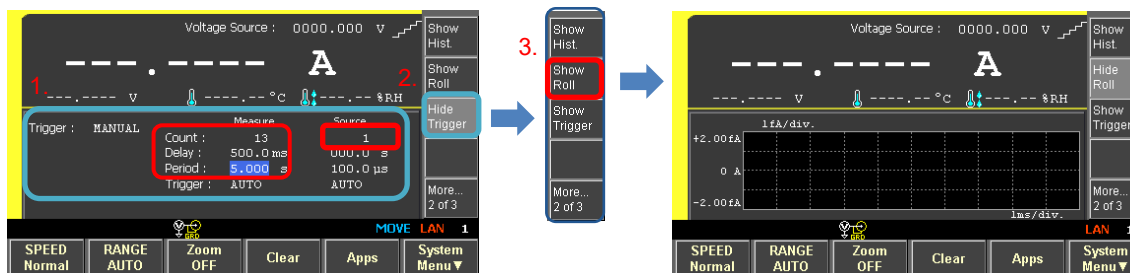 Voltage Source : 0000.000 V
---.---- A
---.---- V ---.-- °C ---.-- %RH
1.
2.
Trigger : MANUAL
Measure Source
Count : 13 1
Delay : 500.0 ms 000.0 s
Period : 5.000 s 100.0 µs
Trigger : AUTO AUTO
Show
Hist.
Show
Roll
Hide
Trigger
More...
2 of 3
GRD
MOVE LAN 1
SPEED
Normal
RANGE
AUTO
Zoom
OFF
Clear
Apps
System
Menu▼
3.
Show
Hist.
Show
Roll
Show
Trigger
More...
2 of 3
Voltage Source : 0000.000 V
---.---- A
---.---- V ---.-- °C ---.-- %RH
1fA/div.
+2.00fA
0 A
-2.00fA
1ms/div.
Show
Hist.
Hide
Roll
Show
Trigger
More...
2 of 3
GRD
LAN 1
SPEED
Normal
RANGE
AUTO
Zoom
OFF
Clear
Apps
System
Menu▼